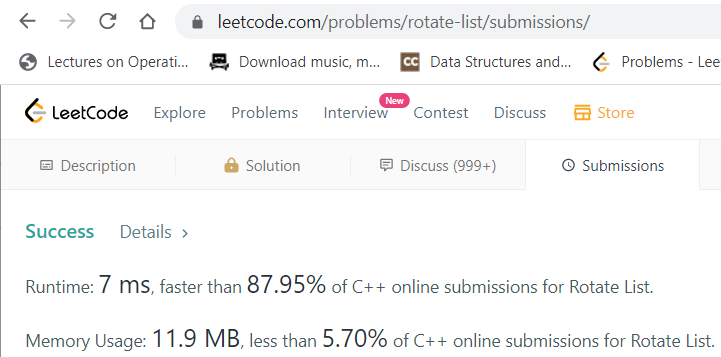 leetcode.com/problems/rotate-list/submissions/
Lectures on Operati... Download music, m... CC Data Structures and... Problems - Lee
LeetCode Explore Problems Interview New Contest Discuss Store
Description Solution Discuss (999+) Submissions
Success Details >
Runtime: 7 ms, faster than 87.95% of C++ online submissions for Rotate List.
Memory Usage: 11.9 MB, less than 5.70% of C++ online submissions for Rotate List.